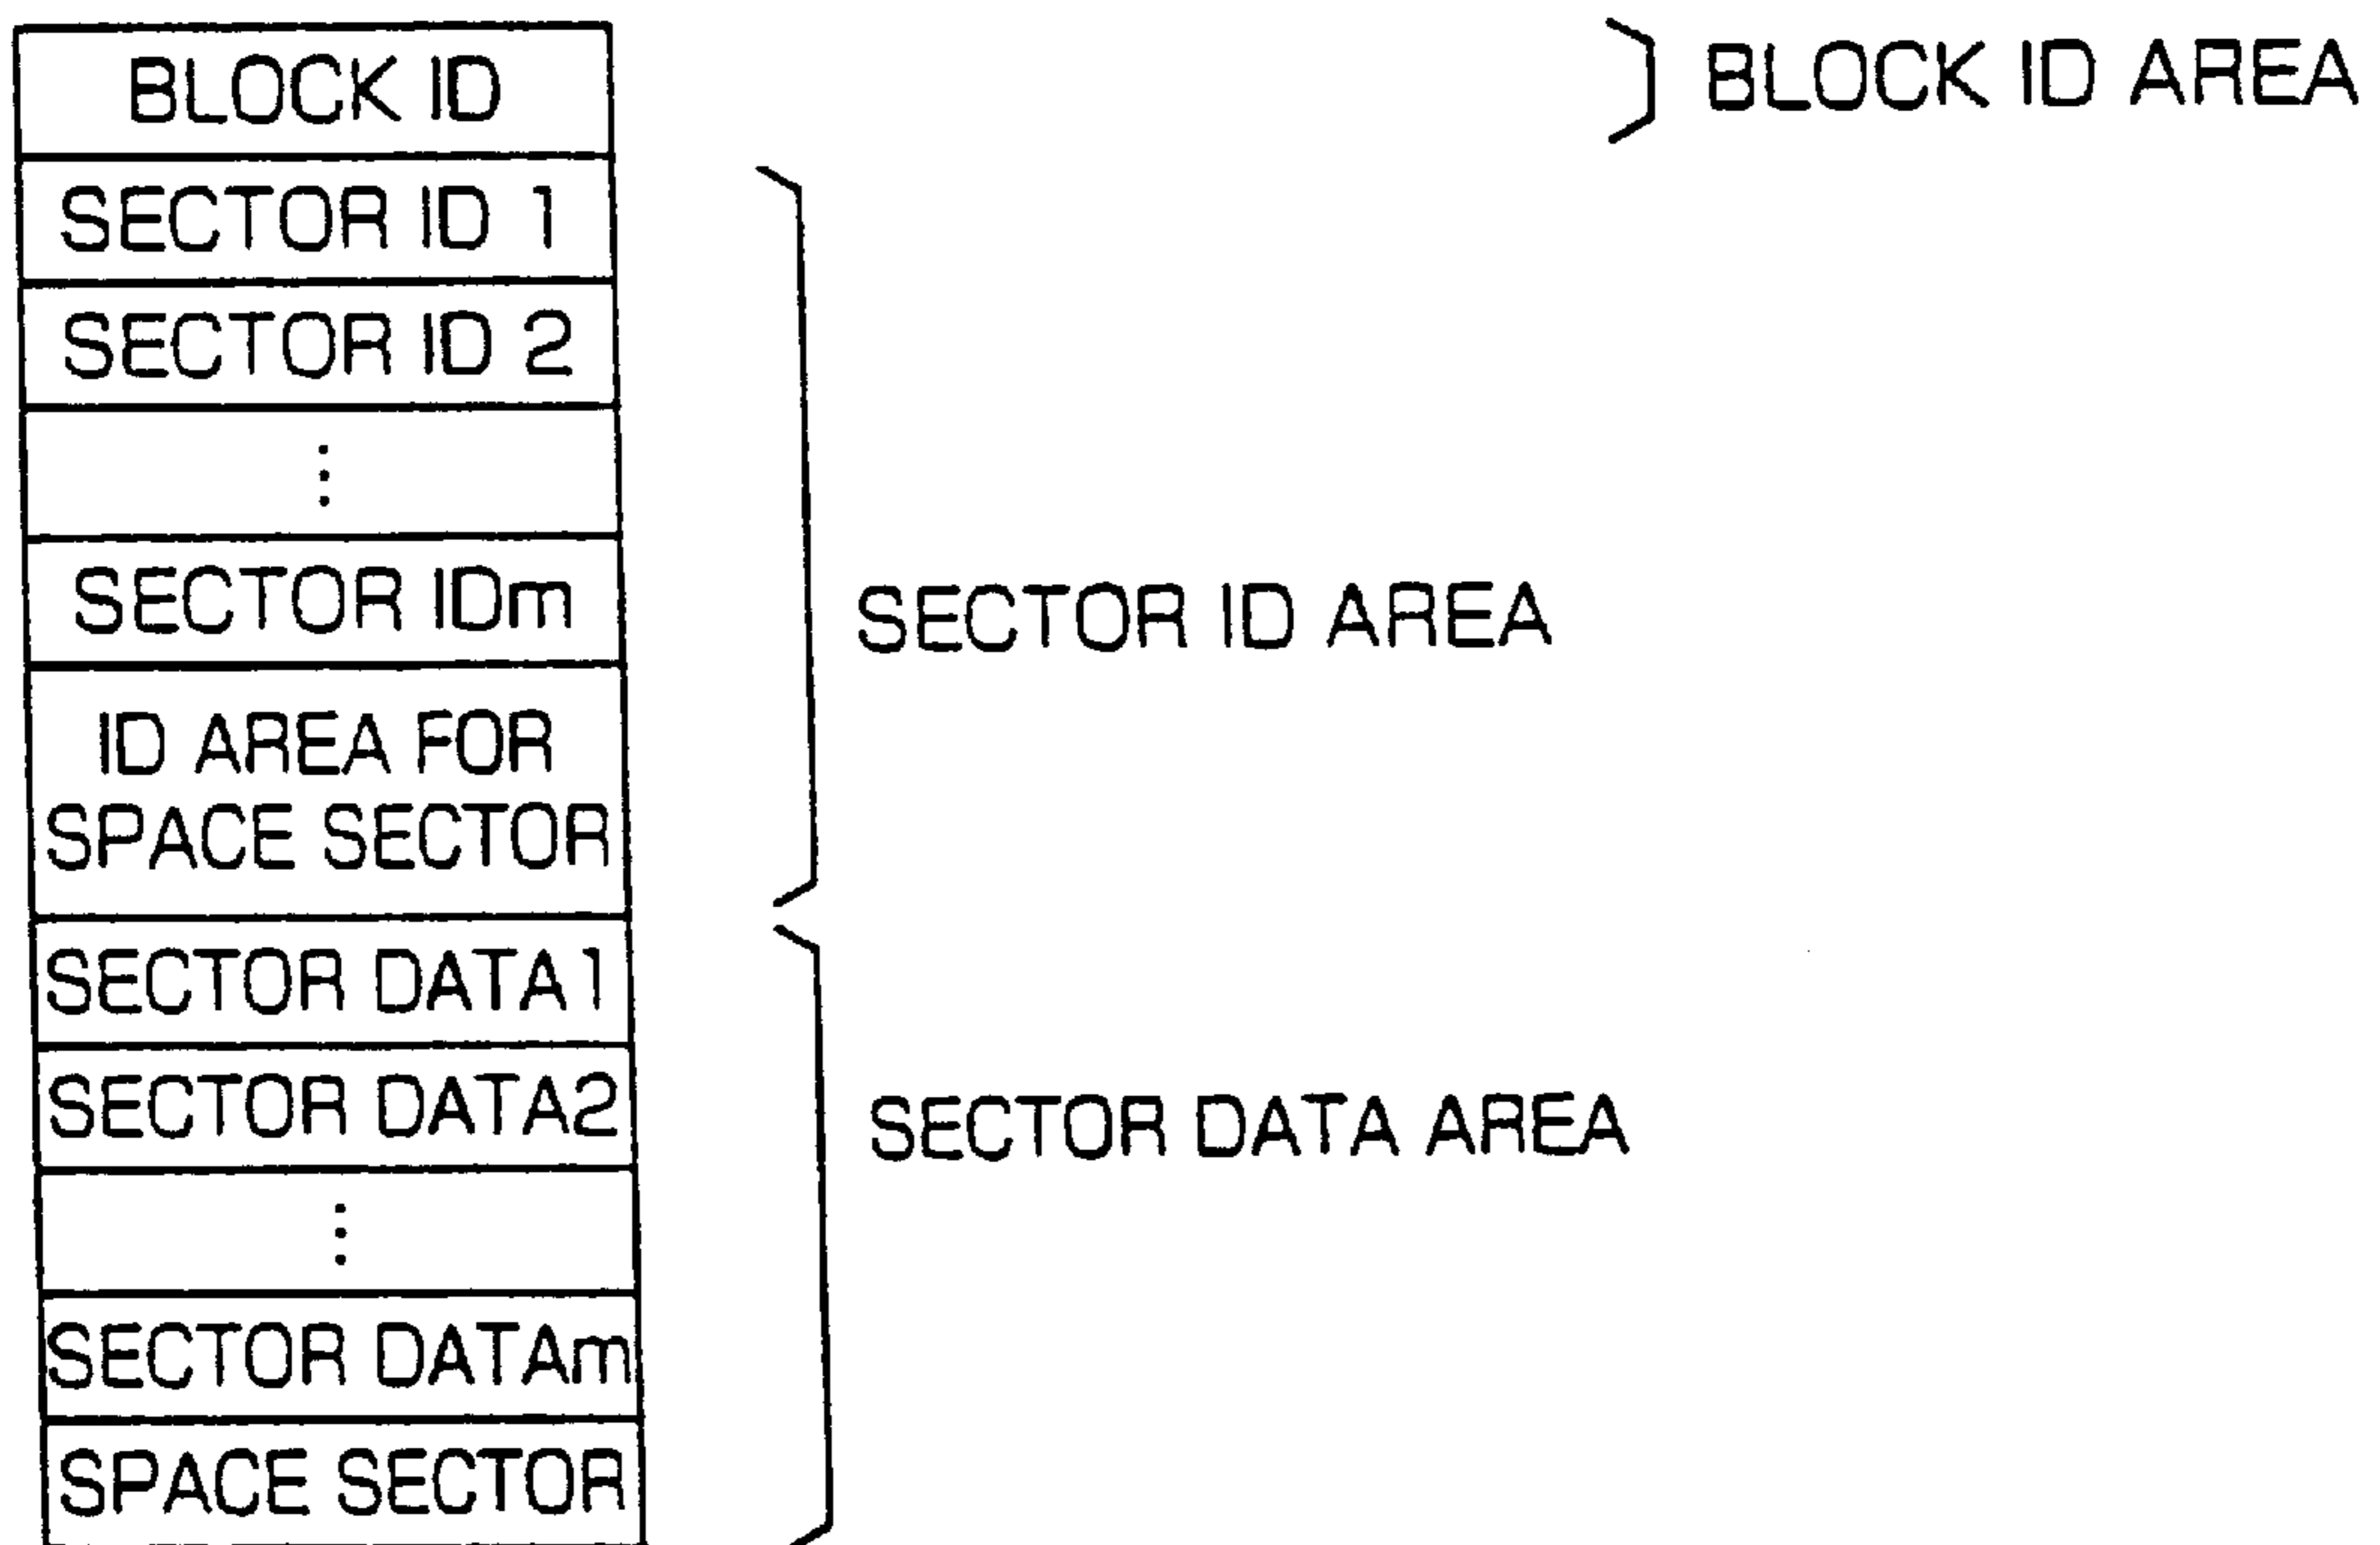 BLOCK ID
BLOCK ID AREA
SECTOR ID 1
SECTOR ID 2
SECTOR IDm
SECTOR ID AREA
ID AREA FOR
SPACE SECTOR
SECTOR DATA1
SECTOR DATA2
SECTOR DATA AREA
SECTOR DATAm
SPACE SECTOR